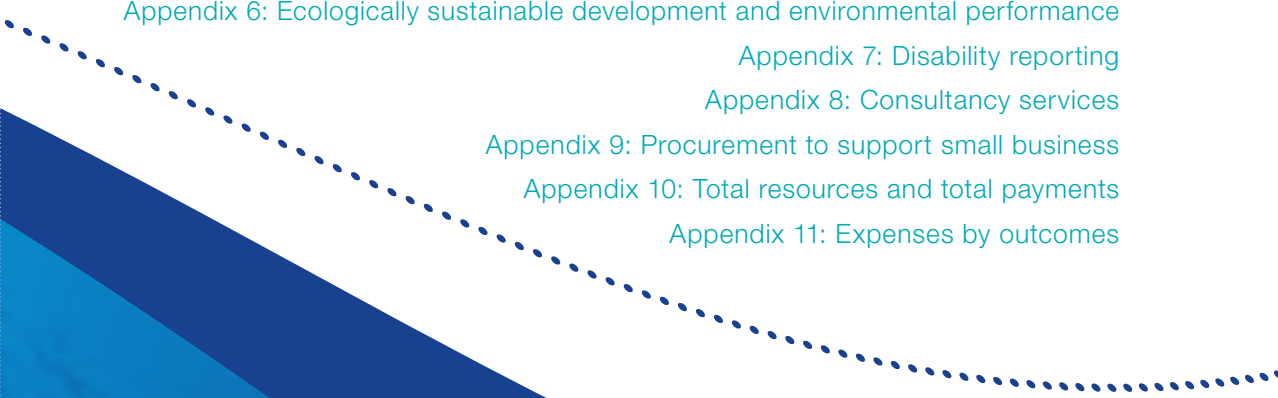 Appendix 6: Ecologically sustainable development and environmental performance
Appendix 7: Disability reporting
Appendix 8: Consultancy services
Appendix 9: Procurement to support small business
Appendix 10: Total resources and total payments
Appendix 11: Expenses by outcomes